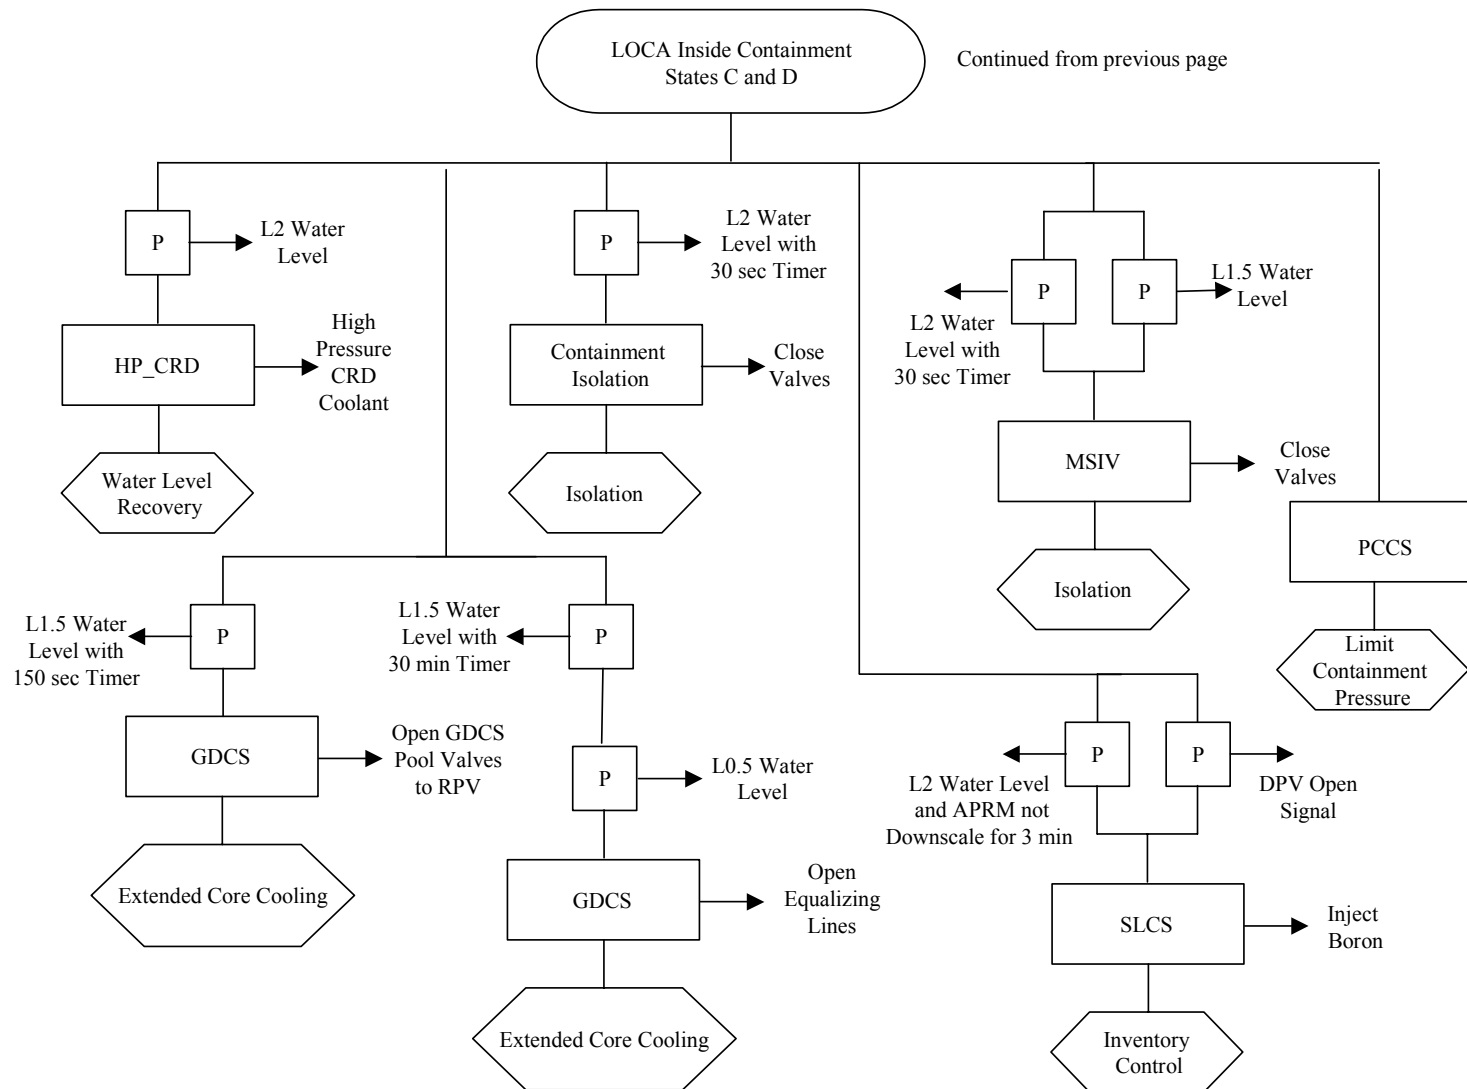 LOCA Inside Containment
States C and D
Continued from previous page
P
L2 Water
Level
HP_CRD
High
Pressure
CRD
Coolant
Water Level
Recovery
P
L2 Water
Level with
30 sec Timer
Containment
Isolation
Close
Valves
Isolation
P
L2 Water
Level with
30 sec Timer
P
L1.5 Water
Level
MSIV
Close
Valves
Isolation
PCCS
Limit
Containment
Pressure
L1.5 Water
Level with
150 sec Timer
P
GDCS
Open GDCS
Pool Valves
to RPV
Extended Core Cooling
L1.5 Water
Level with
30 min Timer
P
P
L0.5 Water
Level
GDCS
Open
Equalizing
Lines
Extended Core Cooling
P
L2 Water Level
and APRM not
Downscale for 3 min
P
DPV Open
Signal
SLCS
Inject
Boron
Inventory
Control